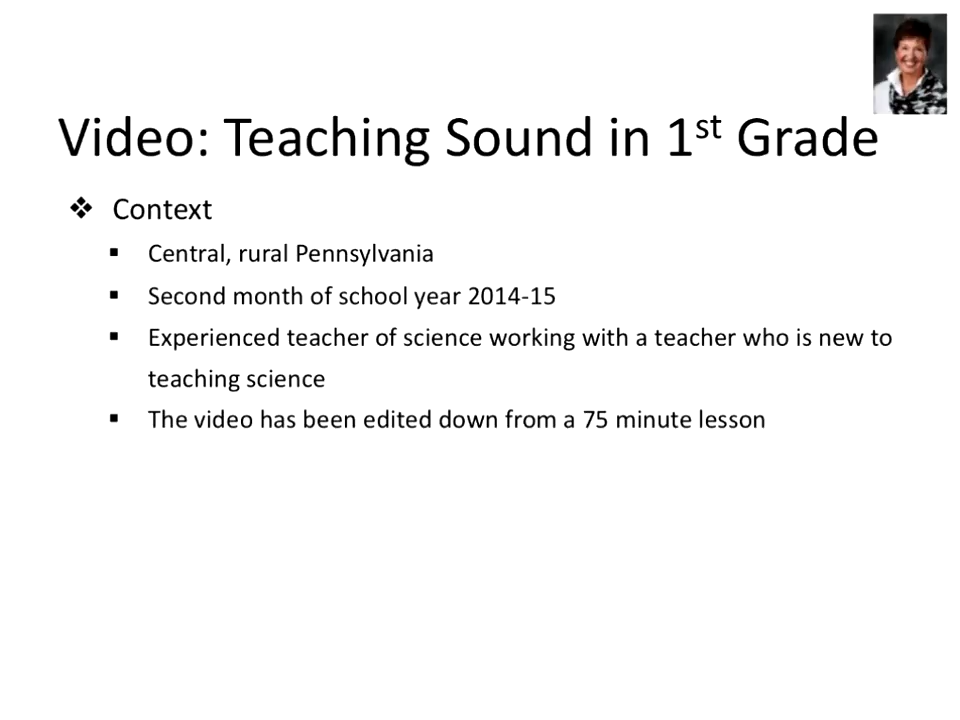 Video: Teaching Sound in 1st Grade
❖ Context
▪ Central, rural Pennsylvania
▪ Second month of school year 2014-15
▪ Experienced teacher of science working with a teacher who is new to
teaching science
▪ The video has been edited down from a 75 minute lesson